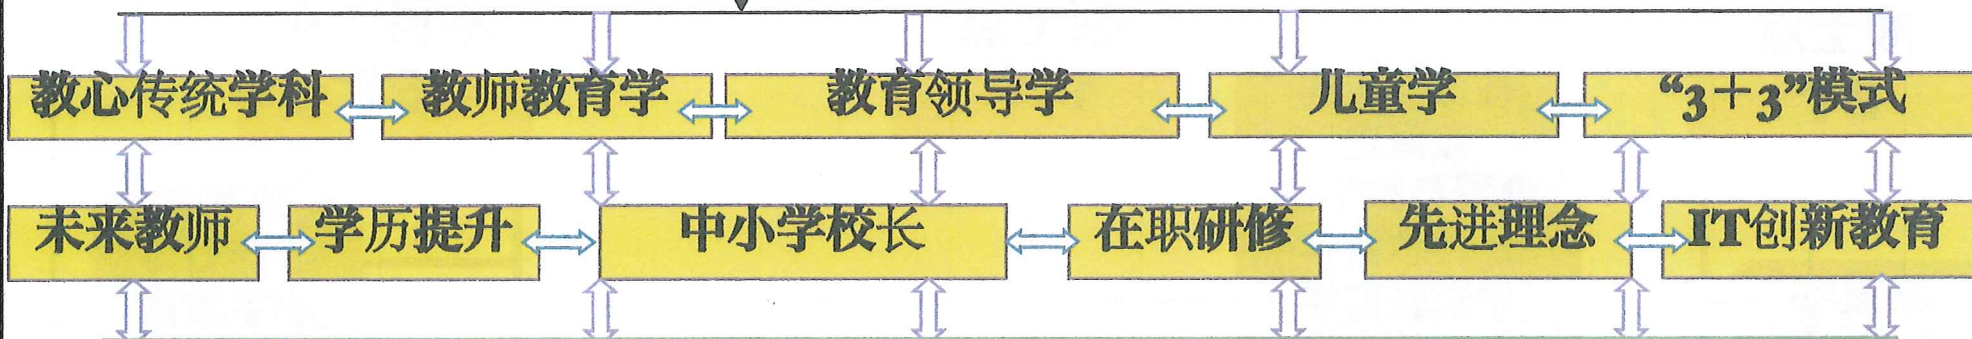 教心传统学科 教师教育学 教育领导学 儿童学 “3＋3”模式
未来教师 学历提升 中小学校长 在职研修 先进理念 IT创新教育